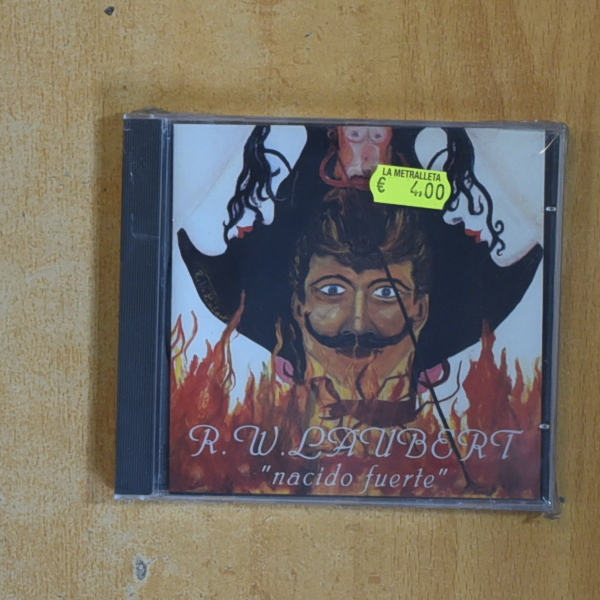 LA METRALLETA
€ 4,00
R.W.LAUBERT
"nacido fuerte"